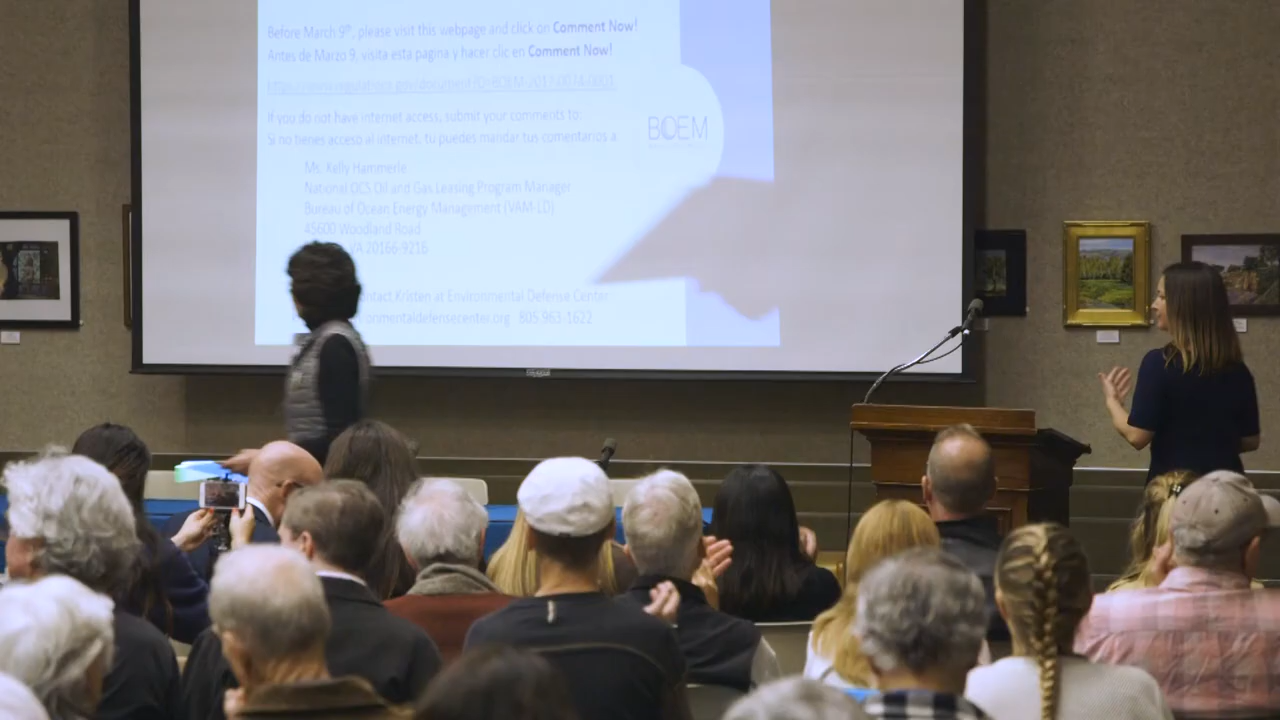 Before March 9th, please visit this webpage and click on Comment Now!
Antes de Marzo 9, visita esta pagina y hacer clic en Comment Now!
If you do not have internet access, submit your comments to:
Si no tienes acceso al internet, tu puedes mandar tus comentarios a:
BOEM
Ms. Kelly Hammerle
National OCS Oil and Gas Leasing Program Manager
Bureau of Ocean Energy Management (VAM-LD)
45600 Woodland Road
VA 20166-9216
ontact Kristen at Environmental Defense Center
onmentaldefensecenter.org 805.963-1622